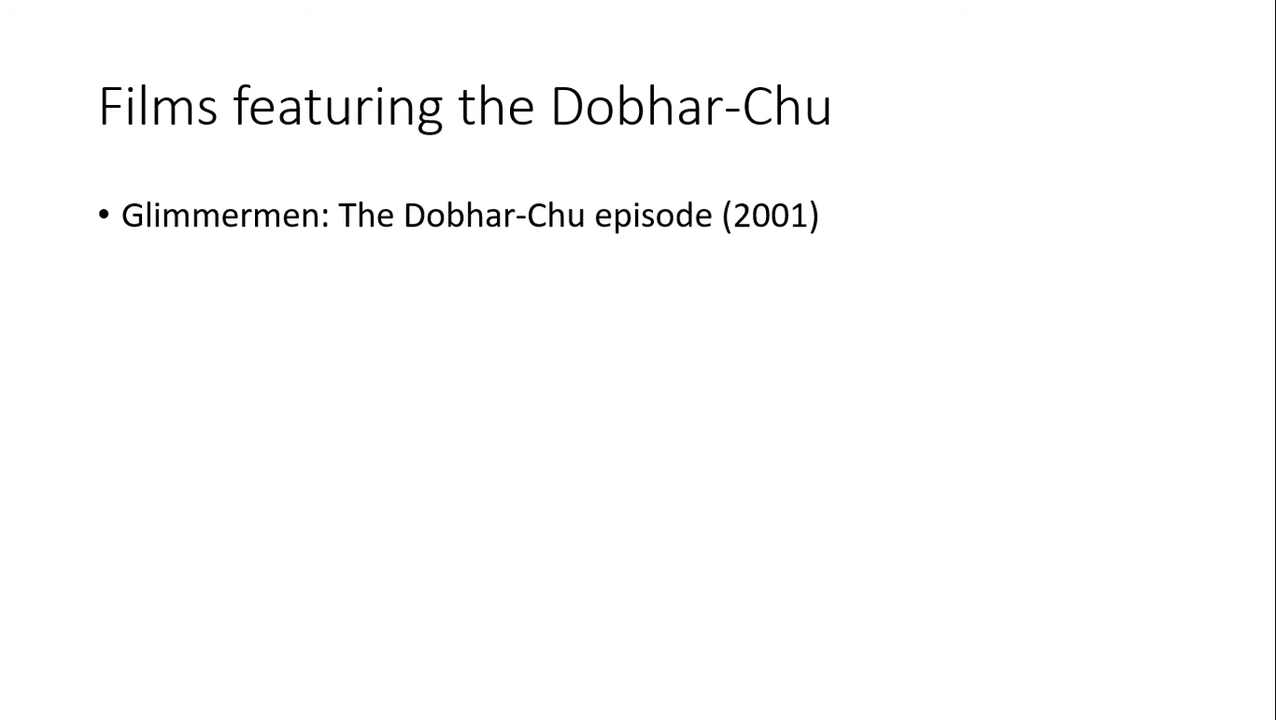 Films featuring the Dobhar-Chu
• Glimmermen: The Dobhar-Chu episode (2001)